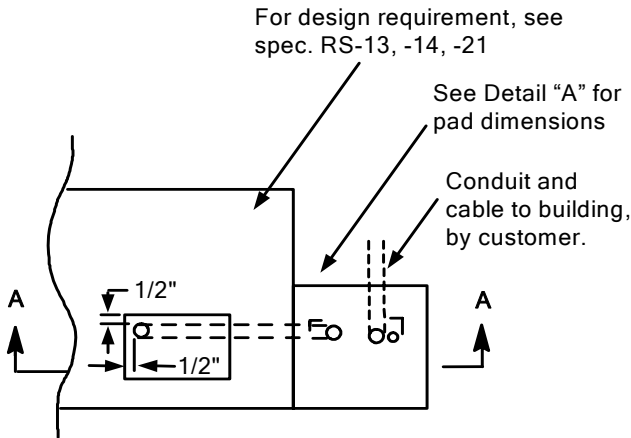 For design requirement, see
spec. RS-13, -14, -21
See Detail “A” for
pad dimensions
Conduit and
cable to building,
by customer.
A
1/2"
A
1/2"